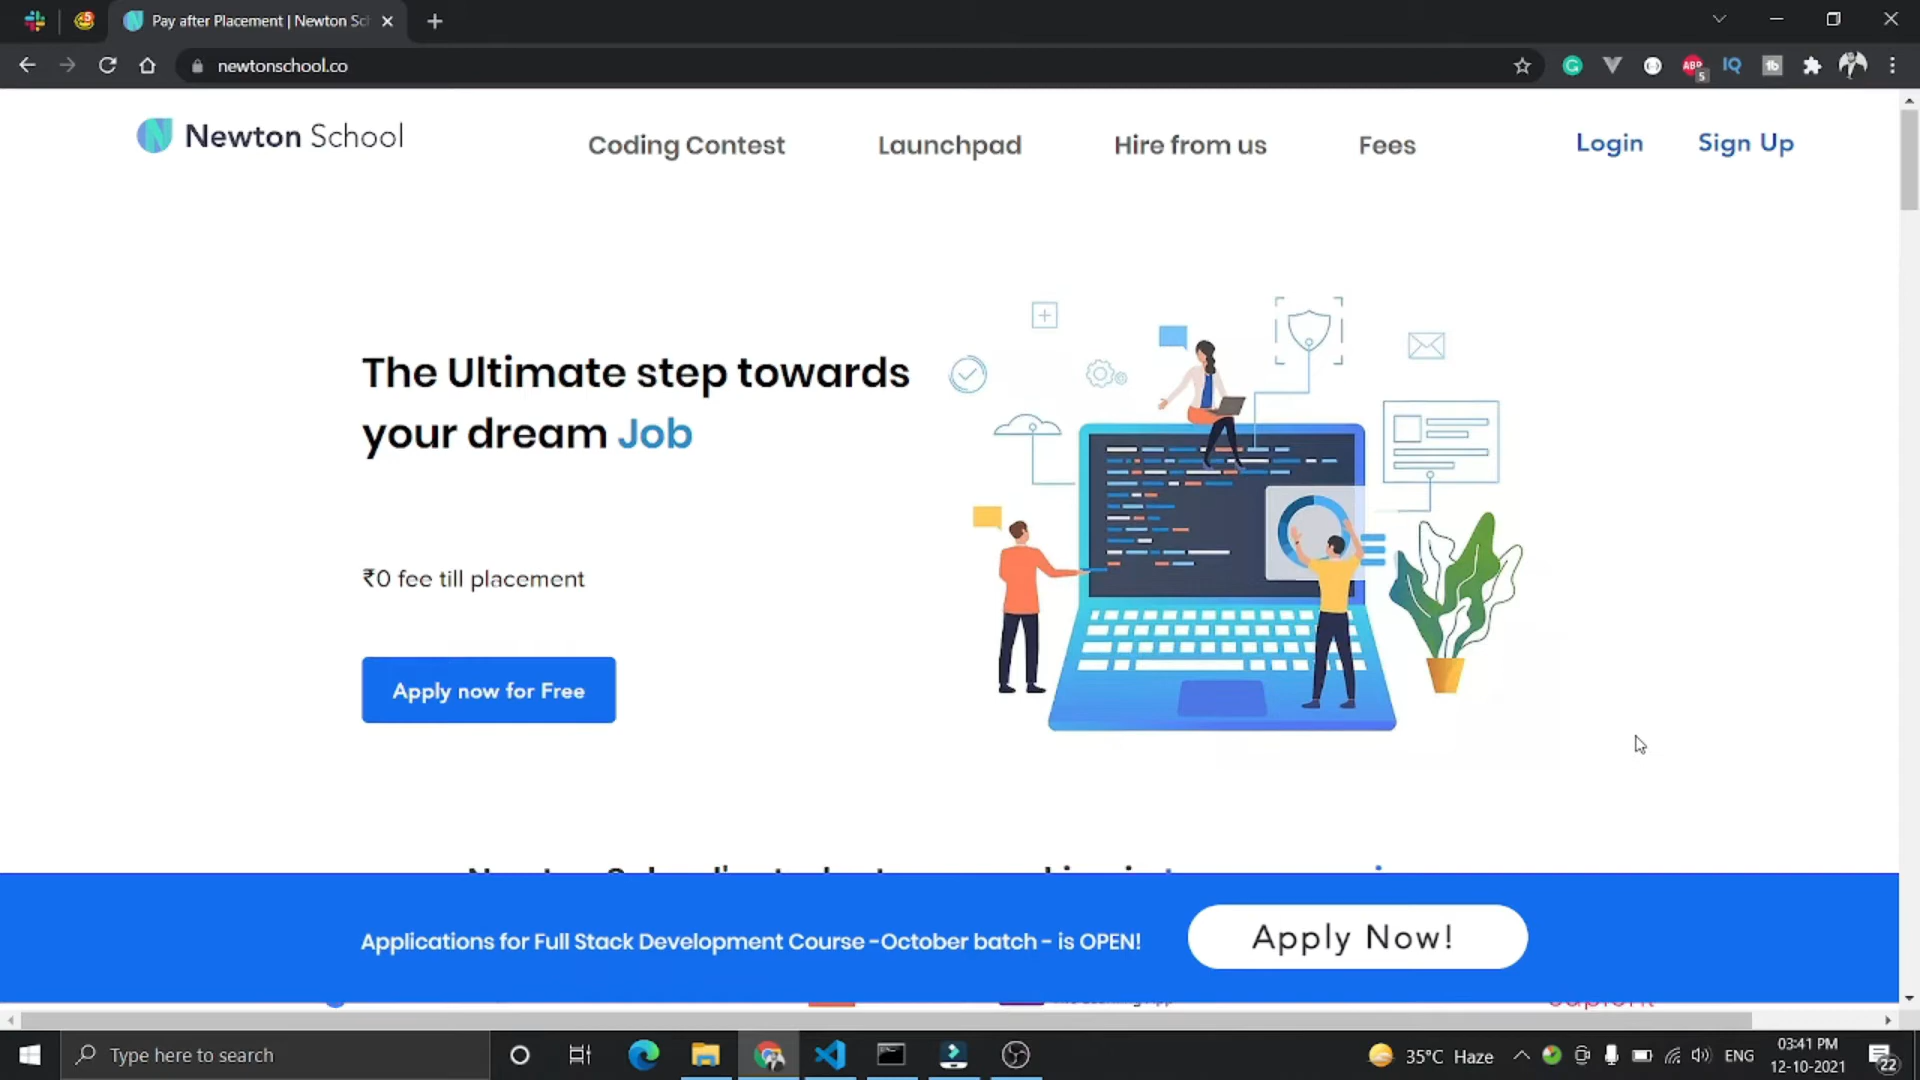 Pay after Placement | Newton Sc
newtonschool.co
ABP
5
IQ
Newton School
Coding Contest
Launchpad
Hire from us
Fees
Login
Sign Up
The Ultimate step towards
your dream Job
₹0 fee till placement
Apply now for Free
Applications for Full Stack Development Course -October batch - is OPEN!
Apply Now!
Type here to search
35°C Haze
ENG
03:41 PM
12-10-2021
22